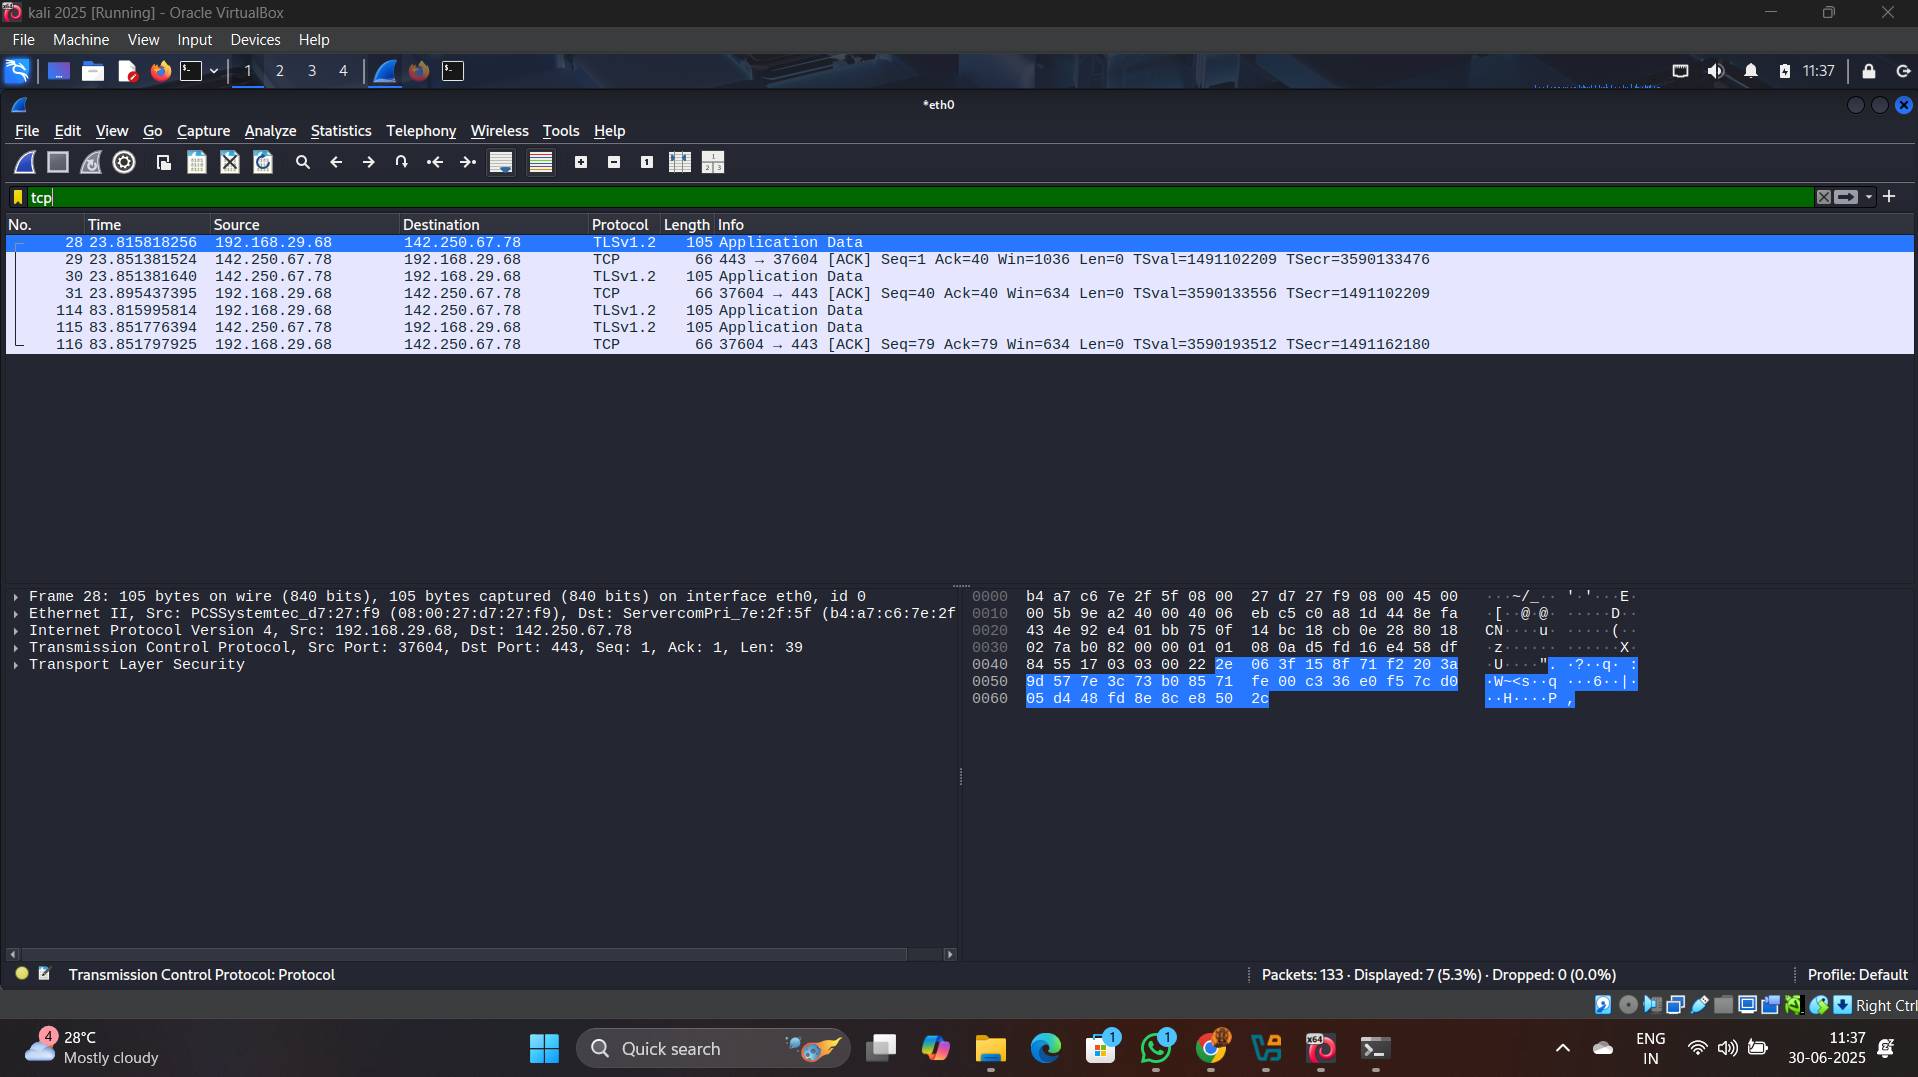 kali 2025 [Running] - Oracle VirtualBox
File Machine View Input Devices Help
1 2 3 4 11:37
*eth0
File Edit View Go Capture Analyze Statistics Telephony Wireless Tools Help
tcp
No. Time Source Destination Protocol Length Info
28 23.815818256 192.168.29.68 142.250.67.78 TLSv1.2 105 Application Data
29 23.851381524 142.250.67.78 192.168.29.68 TCP 66 443 → 37604 [ACK] Seq=1 Ack=40 Win=1036 Len=0 TSval=1491102209 TSecr=3590133476
30 23.851381640 142.250.67.78 192.168.29.68 TLSv1.2 105 Application Data
31 23.895437395 192.168.29.68 142.250.67.78 TCP 66 37604 → 443 [ACK] Seq=40 Ack=40 Win=634 Len=0 TSval=3590133556 TSecr=1491102209
114 83.815995814 192.168.29.68 142.250.67.78 TLSv1.2 105 Application Data
115 83.851776394 142.250.67.78 192.168.29.68 TLSv1.2 105 Application Data
116 83.851797925 192.168.29.68 142.250.67.78 TCP 66 37604 → 443 [ACK] Seq=79 Ack=79 Win=634 Len=0 TSval=3590193512 TSecr=1491162180
Frame 28: 105 bytes on wire (840 bits), 105 bytes captured (840 bits) on interface eth0, id 0
Ethernet II, Src: PCSSystemtec_d7:27:f9 (08:00:27:d7:27:f9), Dst: ServercomPri_7e:2f:5f (b4:a7:c6:7e:2f
Internet Protocol Version 4, Src: 192.168.29.68, Dst: 142.250.67.78
Transmission Control Protocol, Src Port: 37604, Dst Port: 443, Seq: 1, Ack: 1, Len: 39
Transport Layer Security
0000 b4 a7 c6 7e 2f 5f 08 00 27 d7 27 f9 08 00 45 00 ···~/_·· '·'···E·
0010 00 5b 9e a2 40 00 40 06 eb c5 c0 a8 1d 44 8e fa ·[··@·@· ·····D··
0020 43 4e 92 e4 01 bb 75 0f 14 bc 18 cb 0e 28 80 18 CN····u· ·····(··
0030 02 7a b0 82 00 00 01 01 08 0a d5 fd 16 e4 58 df ·z······ ······X·
0040 84 55 17 03 03 00 22 2e 06 3f 15 8f 71 f2 20 3a ·U····". ·?··q· :
0050 9d 57 7e 3c 73 b0 85 71 fe 00 c3 36 e0 f5 7c d0 ·W~<s··q ···6··|·
0060 05 d4 48 fd 8e 8c e8 50 2c ··H····P ,
Transmission Control Protocol: Protocol
Packets: 133 · Displayed: 7 (5.3%) · Dropped: 0 (0.0%)
Profile: Default
Right Ctrl
4
28°C
Mostly cloudy
Quick search
1
1
ENG
IN
11:37
30-06-2025